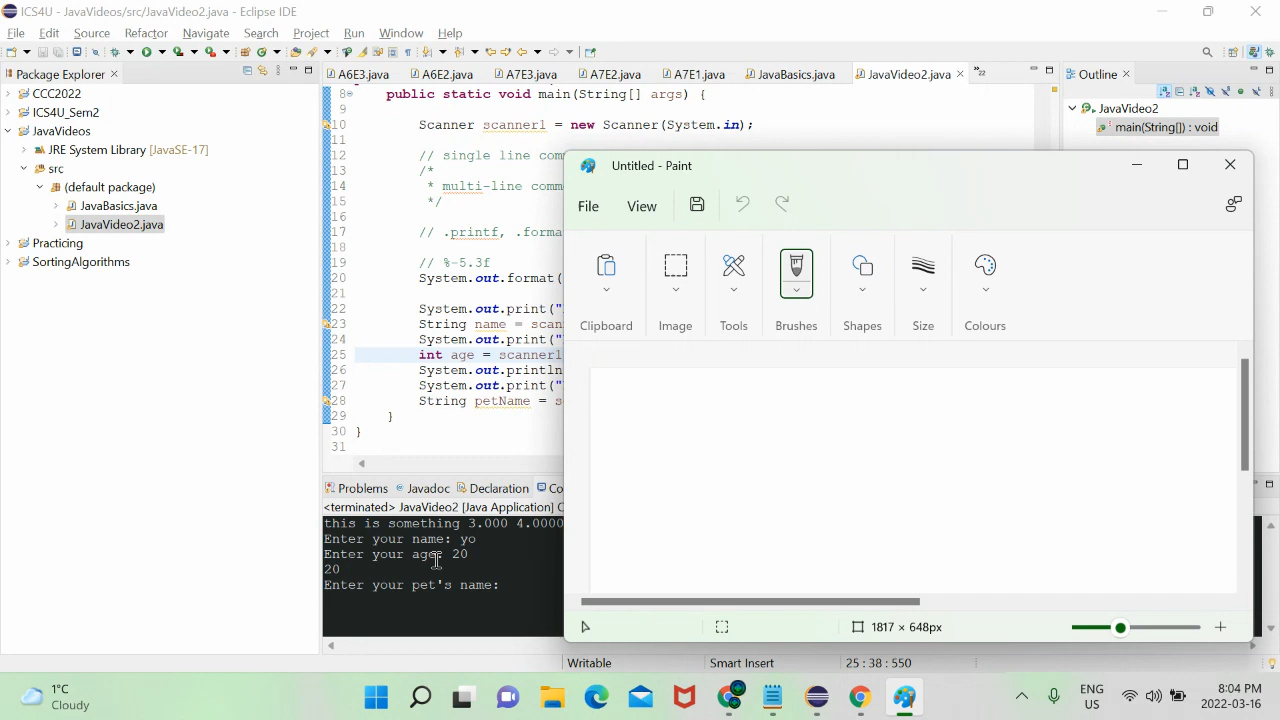 ICS4U - JavaVideos/src/JavaVideo2.java - Eclipse IDE
File Edit Source Refactor Navigate Search Project Run Window Help
Package Explorer
A6E3.java A6E2.java A7E3.java A7E2.java A7E1.java JavaBasics.java JavaVideo2.java 22
Outline
CCC2022
ICS4U_Sem2
JavaVideos
JRE System Library [JavaSE-17]
src
(default package)
JavaBasics.java
JavaVideo2.java
Practicing
SortingAlgorithms
8 public static void main(String[] args) {
9
10 Scanner scanner1 = new Scanner(System.in);
11
12 // single line com
13 /*
14 * multi-line comm
15 */
16
17 // .printf, .forma
18
19 // %-5.3f
20 System.out.format(
21
22 System.out.print("
23 String name = scan
24 System.out.print("
25 int age = scanner1
26 System.out.println
27 System.out.print("
28 String petName = s
29 }
30 }
31
JavaVideo2
main(String[]) : void
Untitled - Paint
File View
Clipboard Image Tools Brushes Shapes Size Colours
1817 × 648px
Problems Javadoc Declaration Co
<terminated> JavaVideo2 [Java Application] C
this is something 3.000 4.0000
Enter your name: yo
Enter your age: 20
20
Enter your pet's name:
Writable Smart Insert 25 : 38 : 550
1°C
Cloudy
ENG
US
8:04 PM
2022-03-16